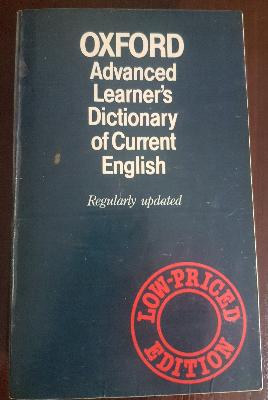 OXFORD
Advanced
Learner's
Dictionary
of Current
English
Regularly updated
LOW-PRICED
EDITION